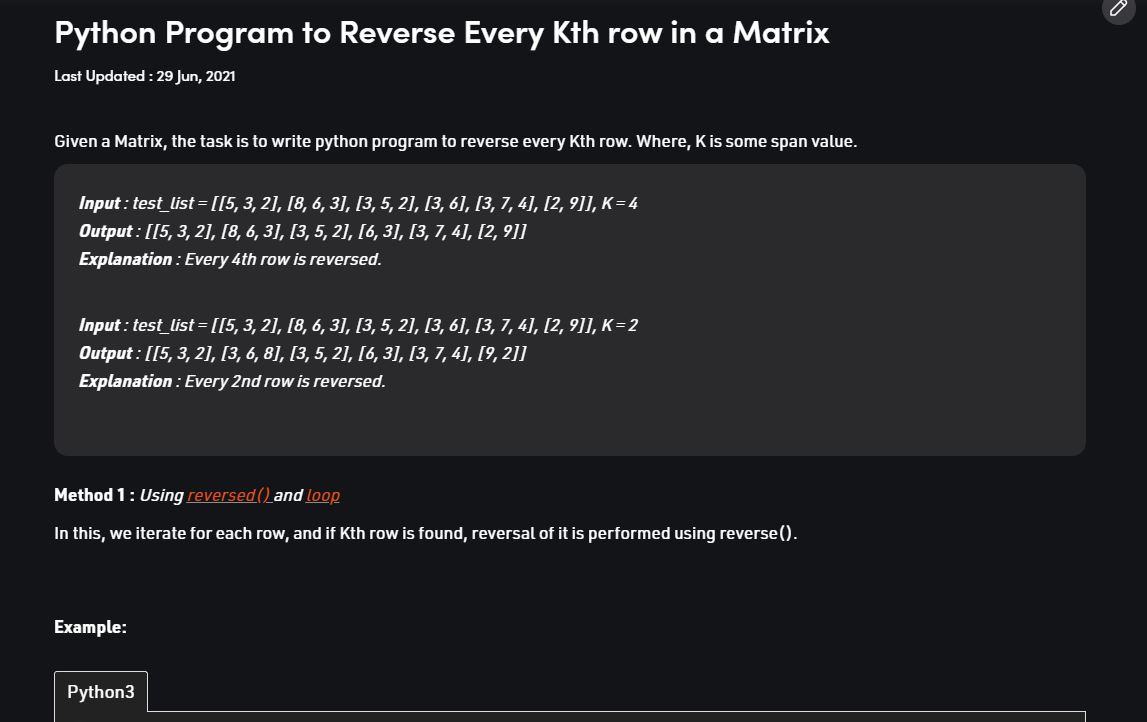 Python Program to Reverse Every Kth row in a Matrix
Last Updated : 29 Jun, 2021
Given a Matrix, the task is to write python program to reverse every Kth row. Where, K is some span value.
Input : test_list = [[5, 3, 2], [8, 6, 3], [3, 5, 2], [3, 6], [3, 7, 4], [2, 9]], K = 4
Output : [[5, 3, 2], [8, 6, 3], [3, 5, 2], [6, 3], [3, 7, 4], [2, 9]]
Explanation : Every 4th row is reversed.
Input : test_list = [[5, 3, 2], [8, 6, 3], [3, 5, 2], [3, 6], [3, 7, 4], [2, 9]], K = 2
Output : [[5, 3, 2], [3, 6, 8], [3, 5, 2], [6, 3], [3, 7, 4], [9, 2]]
Explanation : Every 2nd row is reversed.
Method 1 : Using reversed() and loop
In this, we iterate for each row, and if Kth row is found, reversal of it is performed using reverse().
Example:
Python3